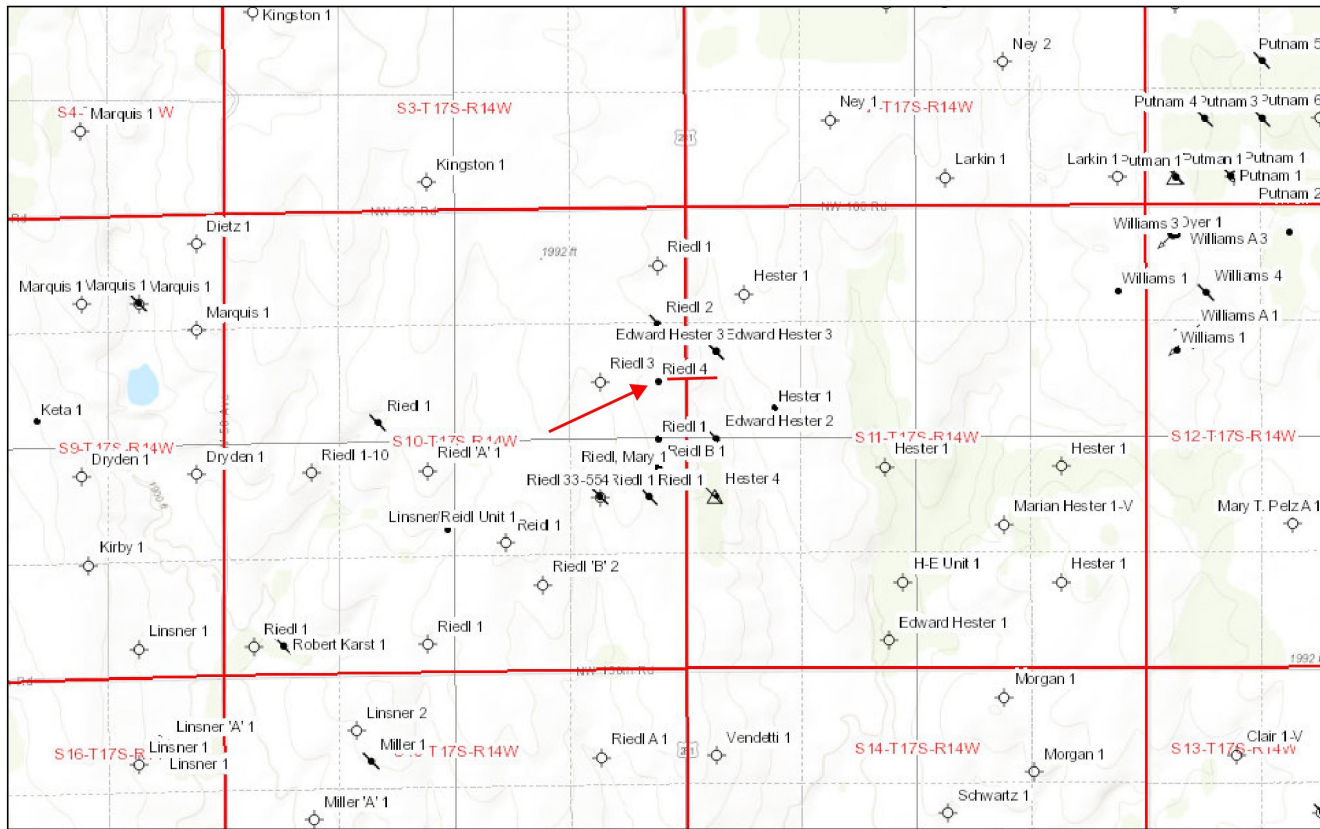 Kingston 1
Ney 2
Putnam 5
S4-
Marquis 1
W
S3-T17S-R14W
Ney 1
-T17S-R14W
Putnam 4
Putnam 3
Putnam 6
281
Kingston 1
Larkin 1
Larkin 1
Putman 1
Putman 1
Putnam 1
Putnam 1
Putnam 2
Rd
Dietz 1
1992 ft
Riedl 1
Williams 3
Dyer 1
Williams A 3
Marquis 1
Marquis 1
Marquis 1
Hester 1
Williams 1
Williams 4
Marquis 1
Riedl 2
Williams A 1
Edward Hester 3
Edward Hester 3
Williams 1
Riedl 3
Riedl 4
Keta 1
Riedl 1
Hester 1
Edward Hester 2
S9-T17S-R14W
S10-T17S-R14W
Riedl 1
S11-T17S-R14W
S12-T17S-R14W
Dryden 1
Dryden 1
Riedl 1-10
Riedl 'A' 1
Riedl, Mary 1
Reidl B 1
Hester 1
Hester 1
Riedl 33-554
Riedl 1
Riedl 1
Hester 4
Linsner/Reidl Unit 1
Reidl 1
Marian Hester 1-V
Mary T. Pelz A 1
Kirby 1
Riedl 'B' 2
H-E Unit 1
Hester 1
Linsner 1
Riedl 1
Robert Karst 1
Riedl 1
Edward Hester 1
Rd
1992 f
Morgan 1
Linsner 'A' 1
Linsner 2
S16-T17S-R
Linsner 1
Linsner 1
Miller 1
T17S-R14W
Riedl A 1
281
Vendetti 1
S14-T17S-R14W
Clair 1-V
S13-T17S-R14W
Morgan 1
Miller 'A' 1
Schwartz 1